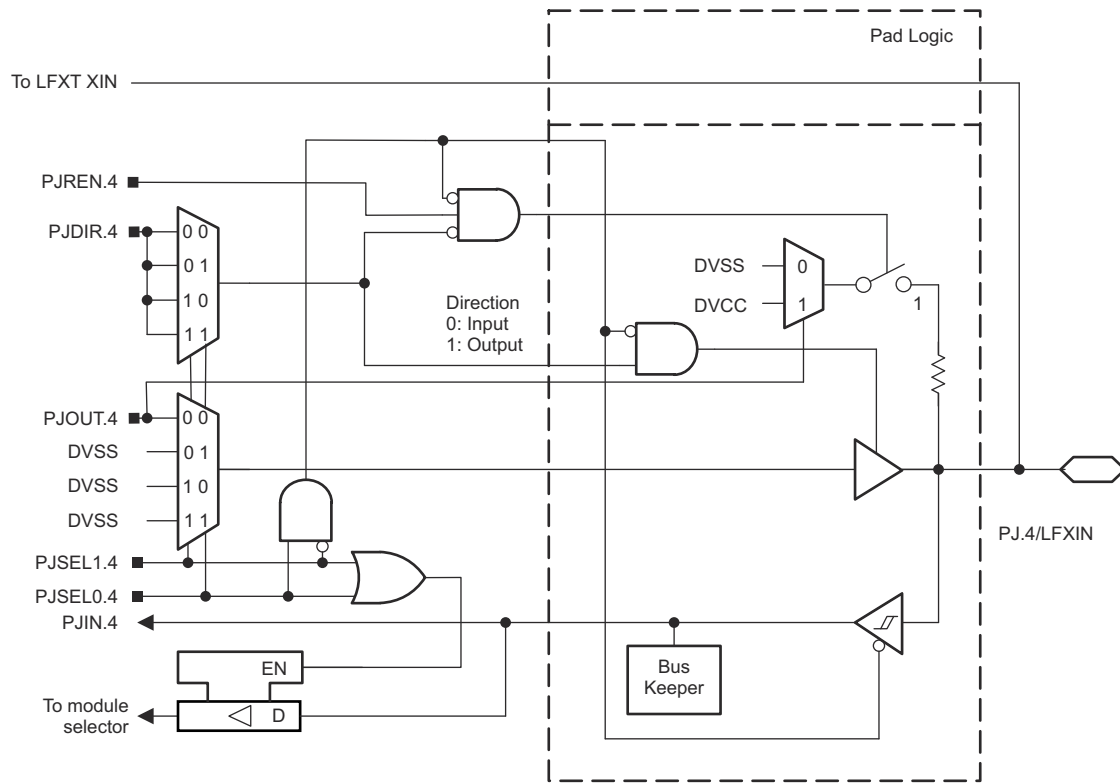 Pad Logic
To LFXT XIN
PJREN.4
PJDIR.4
0 0
0 1
1 0
1 1
Direction
0: Input
1: Output
DVSS
0
DVCC
1
1
PJOUT.4
0 0
DVSS
0 1
DVSS
1 0
DVSS
1 1
PJ.4/LFXIN
PJSEL1.4
PJSEL0.4
PJIN.4
EN
Bus
Keeper
To module
selector
D